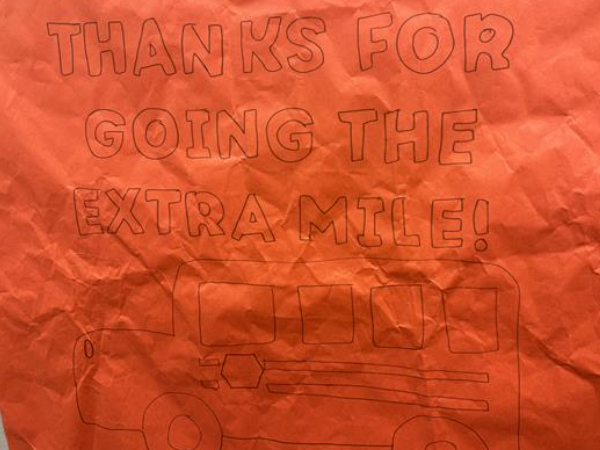 THANKS FOR
GOING THE
EXTRA MILE!